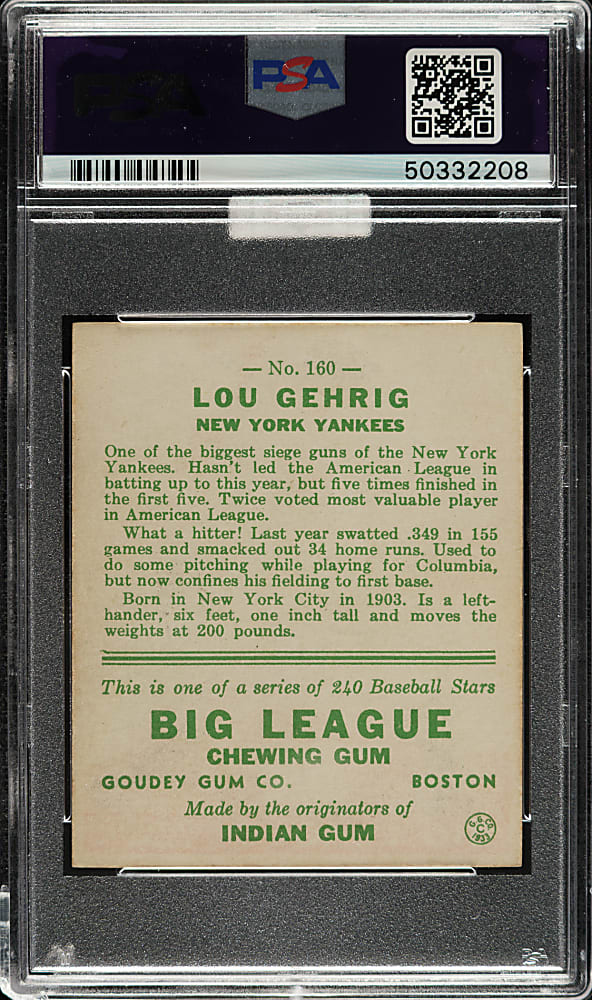 PSA
50332208
— No. 160 —
LOU GEHRIG
NEW YORK YANKEES
One of the biggest siege guns of the New York
Yankees. Hasn't led the American League in
batting up to this year, but five times finished in
the first five. Twice voted most valuable player
in American League.
What a hitter! Last year swatted .349 in 155
games and smacked out 34 home runs. Used to
do some pitching while playing for Columbia,
but now confines his fielding to first base.
Born in New York City in 1903. Is a left-
hander, six feet, one inch tall and moves the
weights at 200 pounds.
This is one of a series of 240 Baseball Stars
BIG LEAGUE
CHEWING GUM
GOUDEY GUM CO. BOSTON
Made by the originators of
INDIAN GUM
G. G. CO.
C
1933